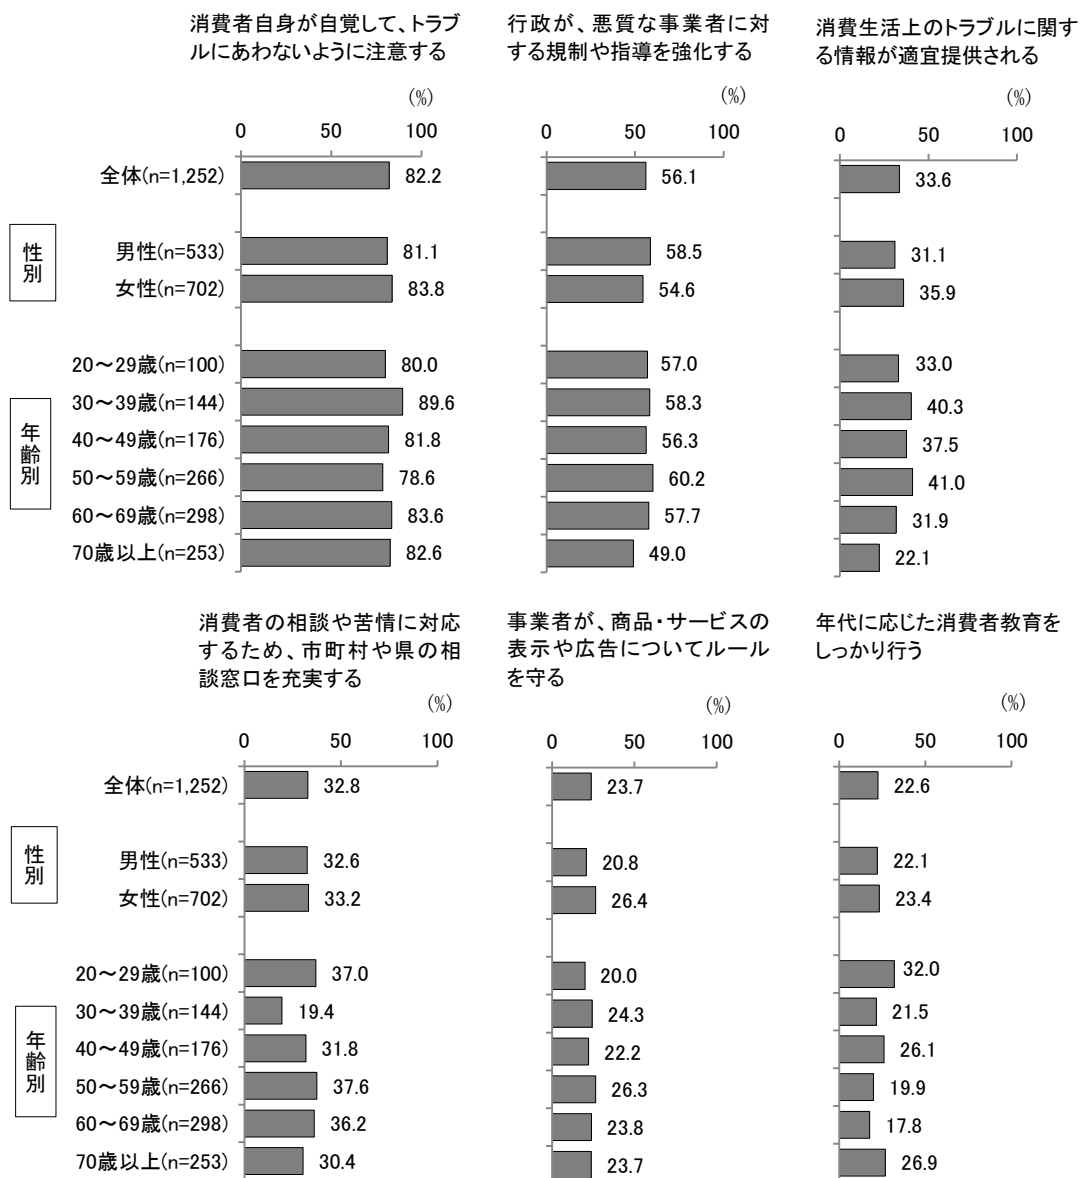 消費者自身が自覚して、トラブ
ルにあわないように注意する
(%)
0 50 100
全体(n=1,252) 82.2
性別
男性(n=533) 81.1
女性(n=702) 83.8
年齢別
20～29歳(n=100) 80.0
30～39歳(n=144) 89.6
40～49歳(n=176) 81.8
50～59歳(n=266) 78.6
60～69歳(n=298) 83.6
70歳以上(n=253) 82.6
行政が、悪質な事業者に対
する規制や指導を強化する
(%)
0 50 100
56.1
58.5
54.6
57.0
58.3
56.3
60.2
57.7
49.0
消費生活上のトラブルに関す
る情報が適宜提供される
(%)
0 50 100
33.6
31.1
35.9
33.0
40.3
37.5
41.0
31.9
22.1
消費者の相談や苦情に対応
するため、市町村や県の相
談窓口を充実する
(%)
0 50 100
全体(n=1,252) 32.8
性別
男性(n=533) 32.6
女性(n=702) 33.2
年齢別
20～29歳(n=100) 37.0
30～39歳(n=144) 19.4
40～49歳(n=176) 31.8
50～59歳(n=266) 37.6
60～69歳(n=298) 36.2
70歳以上(n=253) 30.4
事業者が、商品・サービスの
表示や広告についてルール
を守る
(%)
0 50 100
23.7
20.8
26.4
20.0
24.3
22.2
26.3
23.8
23.7
年代に応じた消費者教育を
しっかり行う
(%)
0 50 100
22.6
22.1
23.4
32.0
21.5
26.1
19.9
17.8
26.9